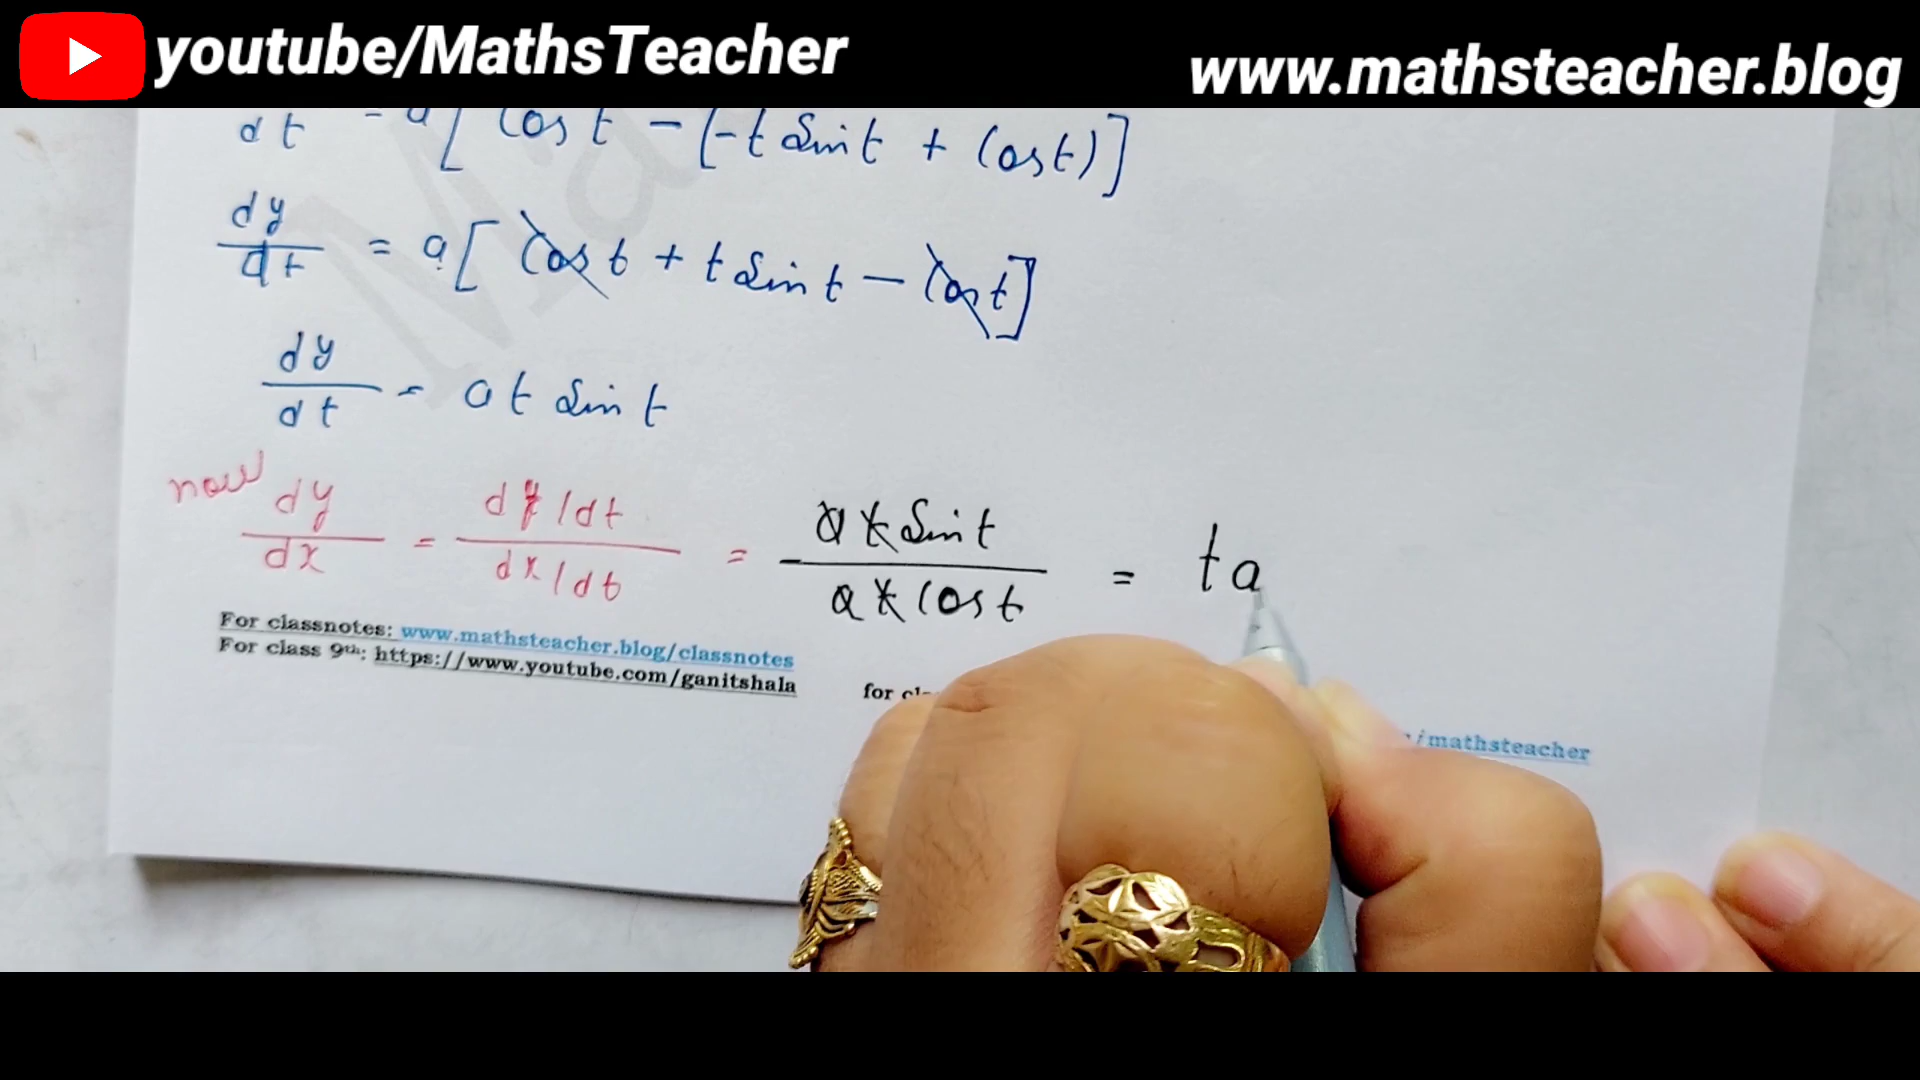 youtube/MathsTeacher
www.mathsteacher.blog
dt = a[ Cos t - (-t Sin t + Cos t)]
dy/dt = a[ Cos t + t Sin t - Cos t]
dy/dt = at Sin t
now dy/dx = dy/dt / dx/dt = at Sin t / at Cos t = ta
For classnotes: www.mathsteacher.blog/classnotes
For class 9th: https://www.youtube.com/ganitshala
for
/mathsteacher